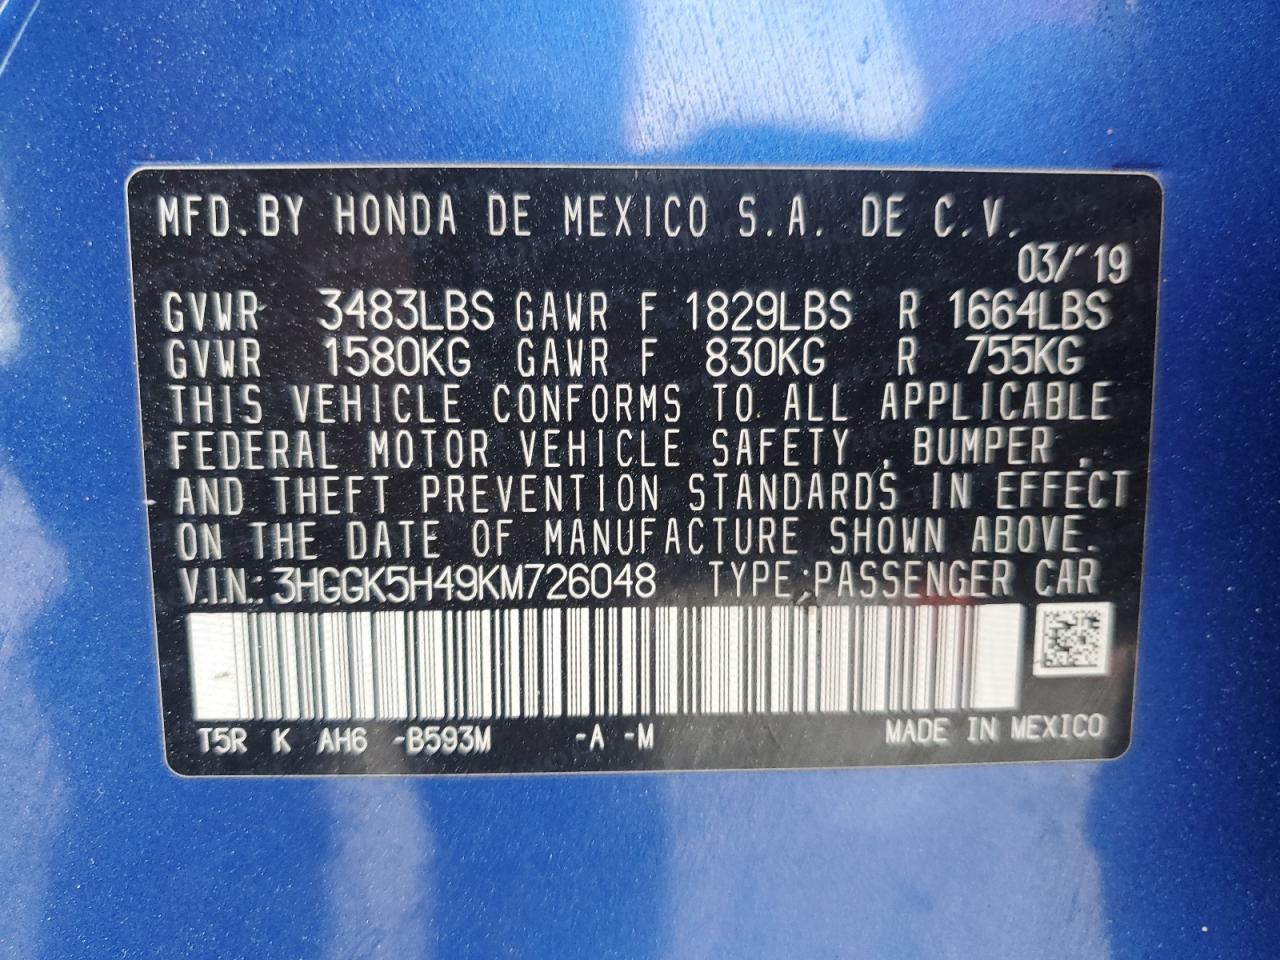 MFD. BY HONDA DE MEXICO S.A. DE C.V.
03/'19
GVWR 3483LBS GAWR F 1829LBS R 1664LBS
GVWR 1580KG GAWR F 830KG R 755KG
THIS VEHICLE CONFORMS TO ALL APPLICABLE
FEDERAL MOTOR VEHICLE SAFETY , BUMPER ,
AND THEFT PREVENTION STANDARDS IN EFFECT
ON THE DATE OF MANUFACTURE SHOWN ABOVE.
V.I.N.: 3HGGK5H49KM726048 TYPE:PASSENGER CAR
T5R K AH6 -B593M -A -M MADE IN MEXICO